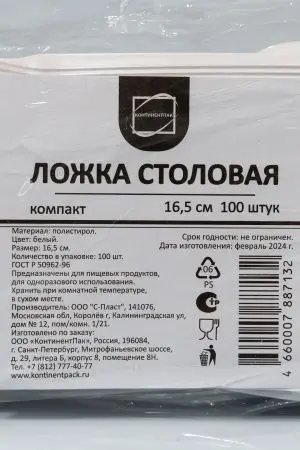 КОНТИНЕНТПАК
ЛОЖКА СТОЛОВАЯ
компакт 16,5 см 100 штук
Материал: полистирол.
Цвет: белый.
Размер: 16,5 см.
Количество в упаковке: 100 шт.
ГОСТ Р 50962-96
Предназначены для пищевых продуктов,
для одноразового использования.
Хранить при комнатной температуре,
в сухом месте.
Производитель: ООО "С-Пласт", 141076,
Московская обл, Королёв г, Калининградская ул,
дом № 12, пом/комн. 1/21.
Изготовлено по заказу:
ООО «КонтинентПак», Россия, 196084,
г. Санкт-Петербург, Митрофаньевское шоссе,
д. 29, литера Б, корпус 8, помещение 8Н.
Тел. +7 (812) 777-40-77
www.kontinentpack.ru
Срок годности: не ограничен.
Дата изготовления: февраль 2024 г.
06
PS
4 660007 887132